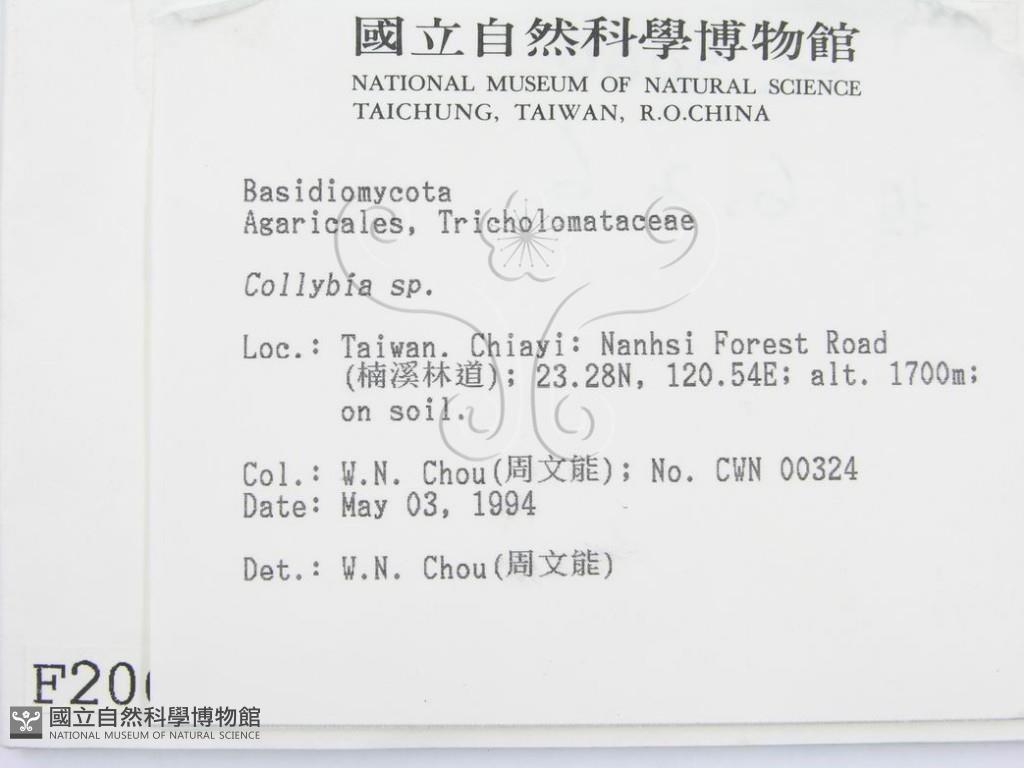 國立自然科學博物館
NATIONAL MUSEUM OF NATURAL SCIENCE
TAICHUNG, TAIWAN, R.O.CHINA
Basidiomycota
Agaricales, Tricholomataceae
Collybia sp.
Loc.: Taiwan. Chiayi: Nanhsi Forest Road
(楠溪林道); 23.28N, 120.54E; alt. 1700m;
on soil.
Col.: W.N. Chou(周文能); No. CWN 00324
Date: May 03, 1994
Det.: W.N. Chou(周文能)
F20
國立自然科學博物館
NATIONAL MUSEUM OF NATURAL SCIENCE